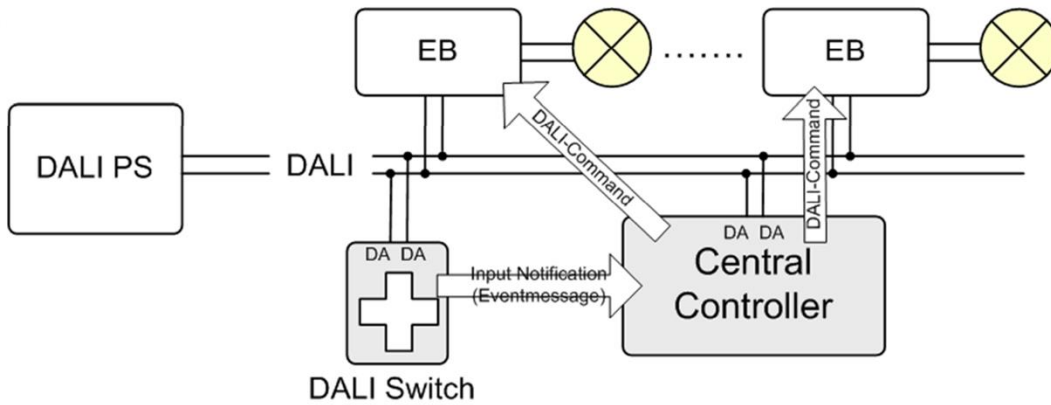 EB
.......
EB
DALI-Command
DALI-Command
DALI PS
DALI
DA DA
DA DA
Input Notification
(Eventmessage)
Central
Controller
DALI Switch